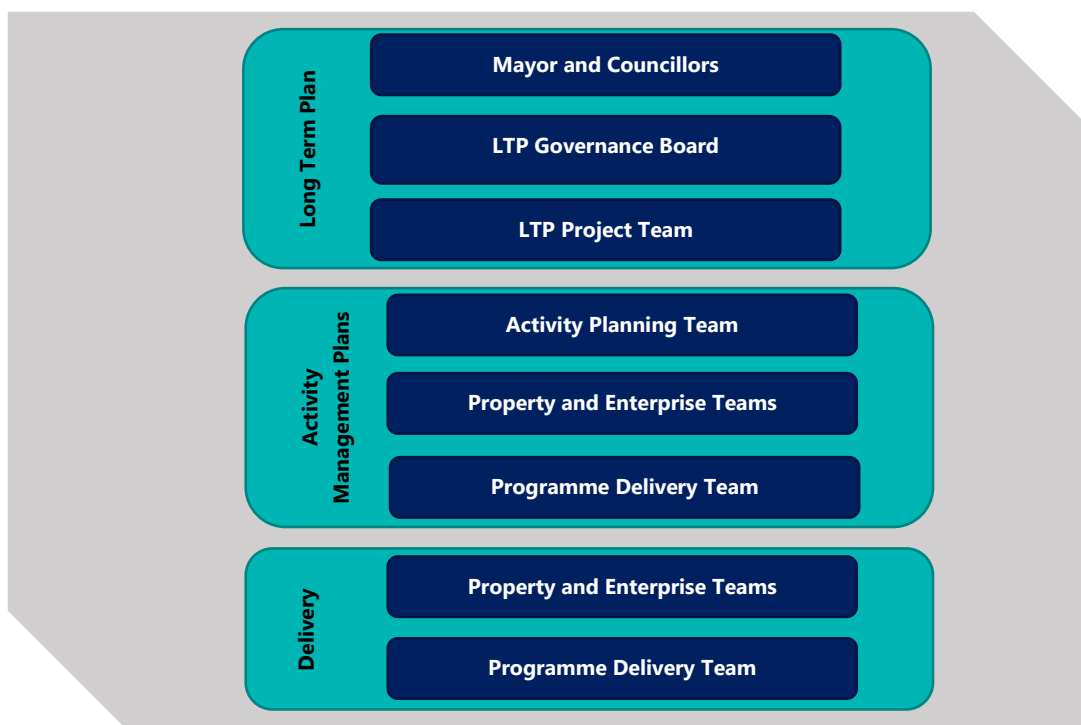 Long Term Plan
Mayor and Councillors
LTP Governance Board
LTP Project Team
Activity
Management Plans
Activity Planning Team
Property and Enterprise Teams
Programme Delivery Team
Delivery
Property and Enterprise Teams
Programme Delivery Team